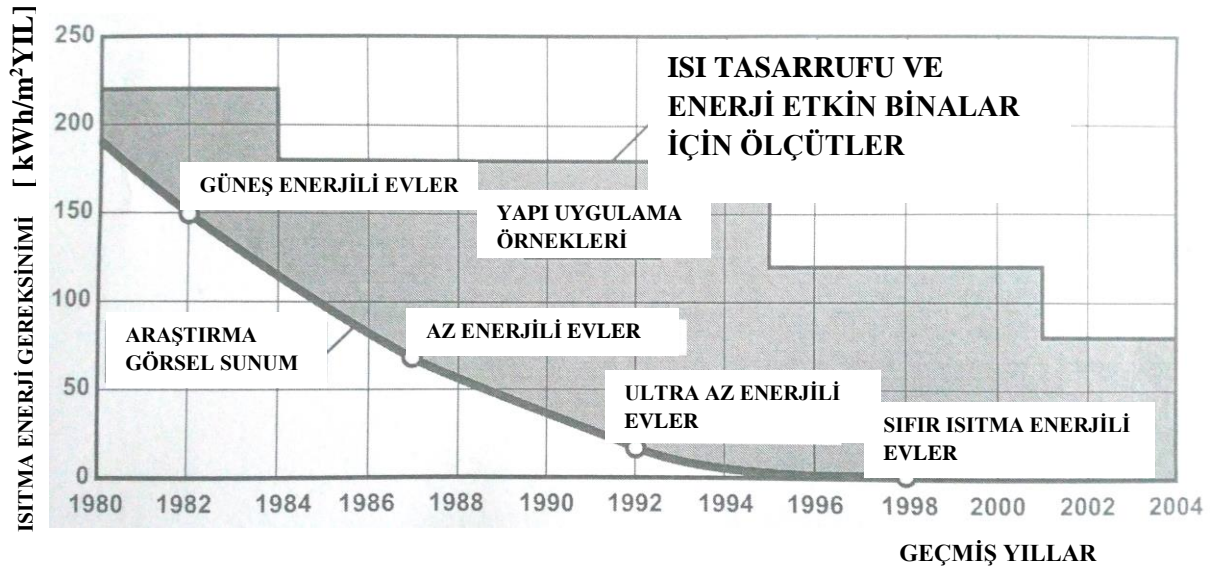 ISITMA ENERJİ GEREKSİNİMİ [ kWh/m²YIL]
250
200
150
100
50
0
ISI TASARRUFU VE
ENERJİ ETKİN BİNALAR
İÇİN ÖLÇÜTLER
GÜNEŞ ENERJİLİ EVLER
YAPI UYGULAMA
ÖRNEKLERİ
ARAŞTIRMA
GÖRSEL SUNUM
AZ ENERJİLİ EVLER
ULTRA AZ ENERJİLİ
EVLER
SIFIR ISITMA ENERJİLİ
EVLER
1980 1982 1984 1986 1988 1990 1992 1994 1996 1998 2000 2002 2004
GEÇMİŞ YILLAR